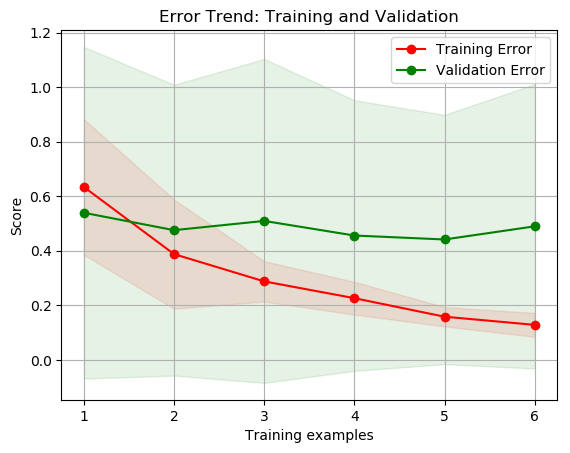 Error Trend: Training and Validation
1.2
1.0
0.8
0.6
0.4
0.2
0.0
Score
Training Error
Validation Error
1 2 3 4 5 6
Training examples